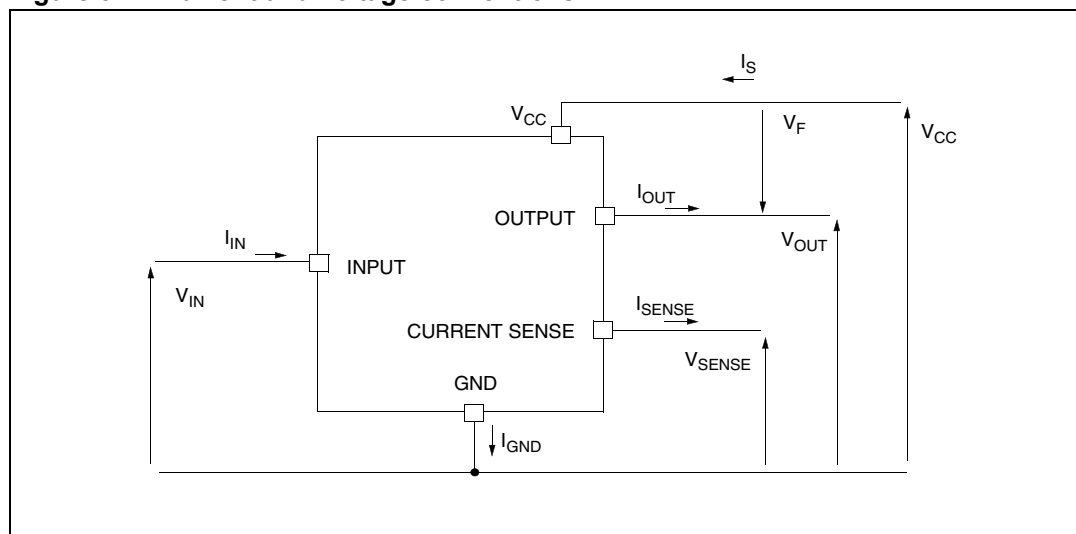 I_S
V_CC
V_F
V_CC
I_OUT
OUTPUT
V_OUT
I_IN
INPUT
V_IN
I_SENSE
CURRENT SENSE
V_SENSE
GND
I_GND